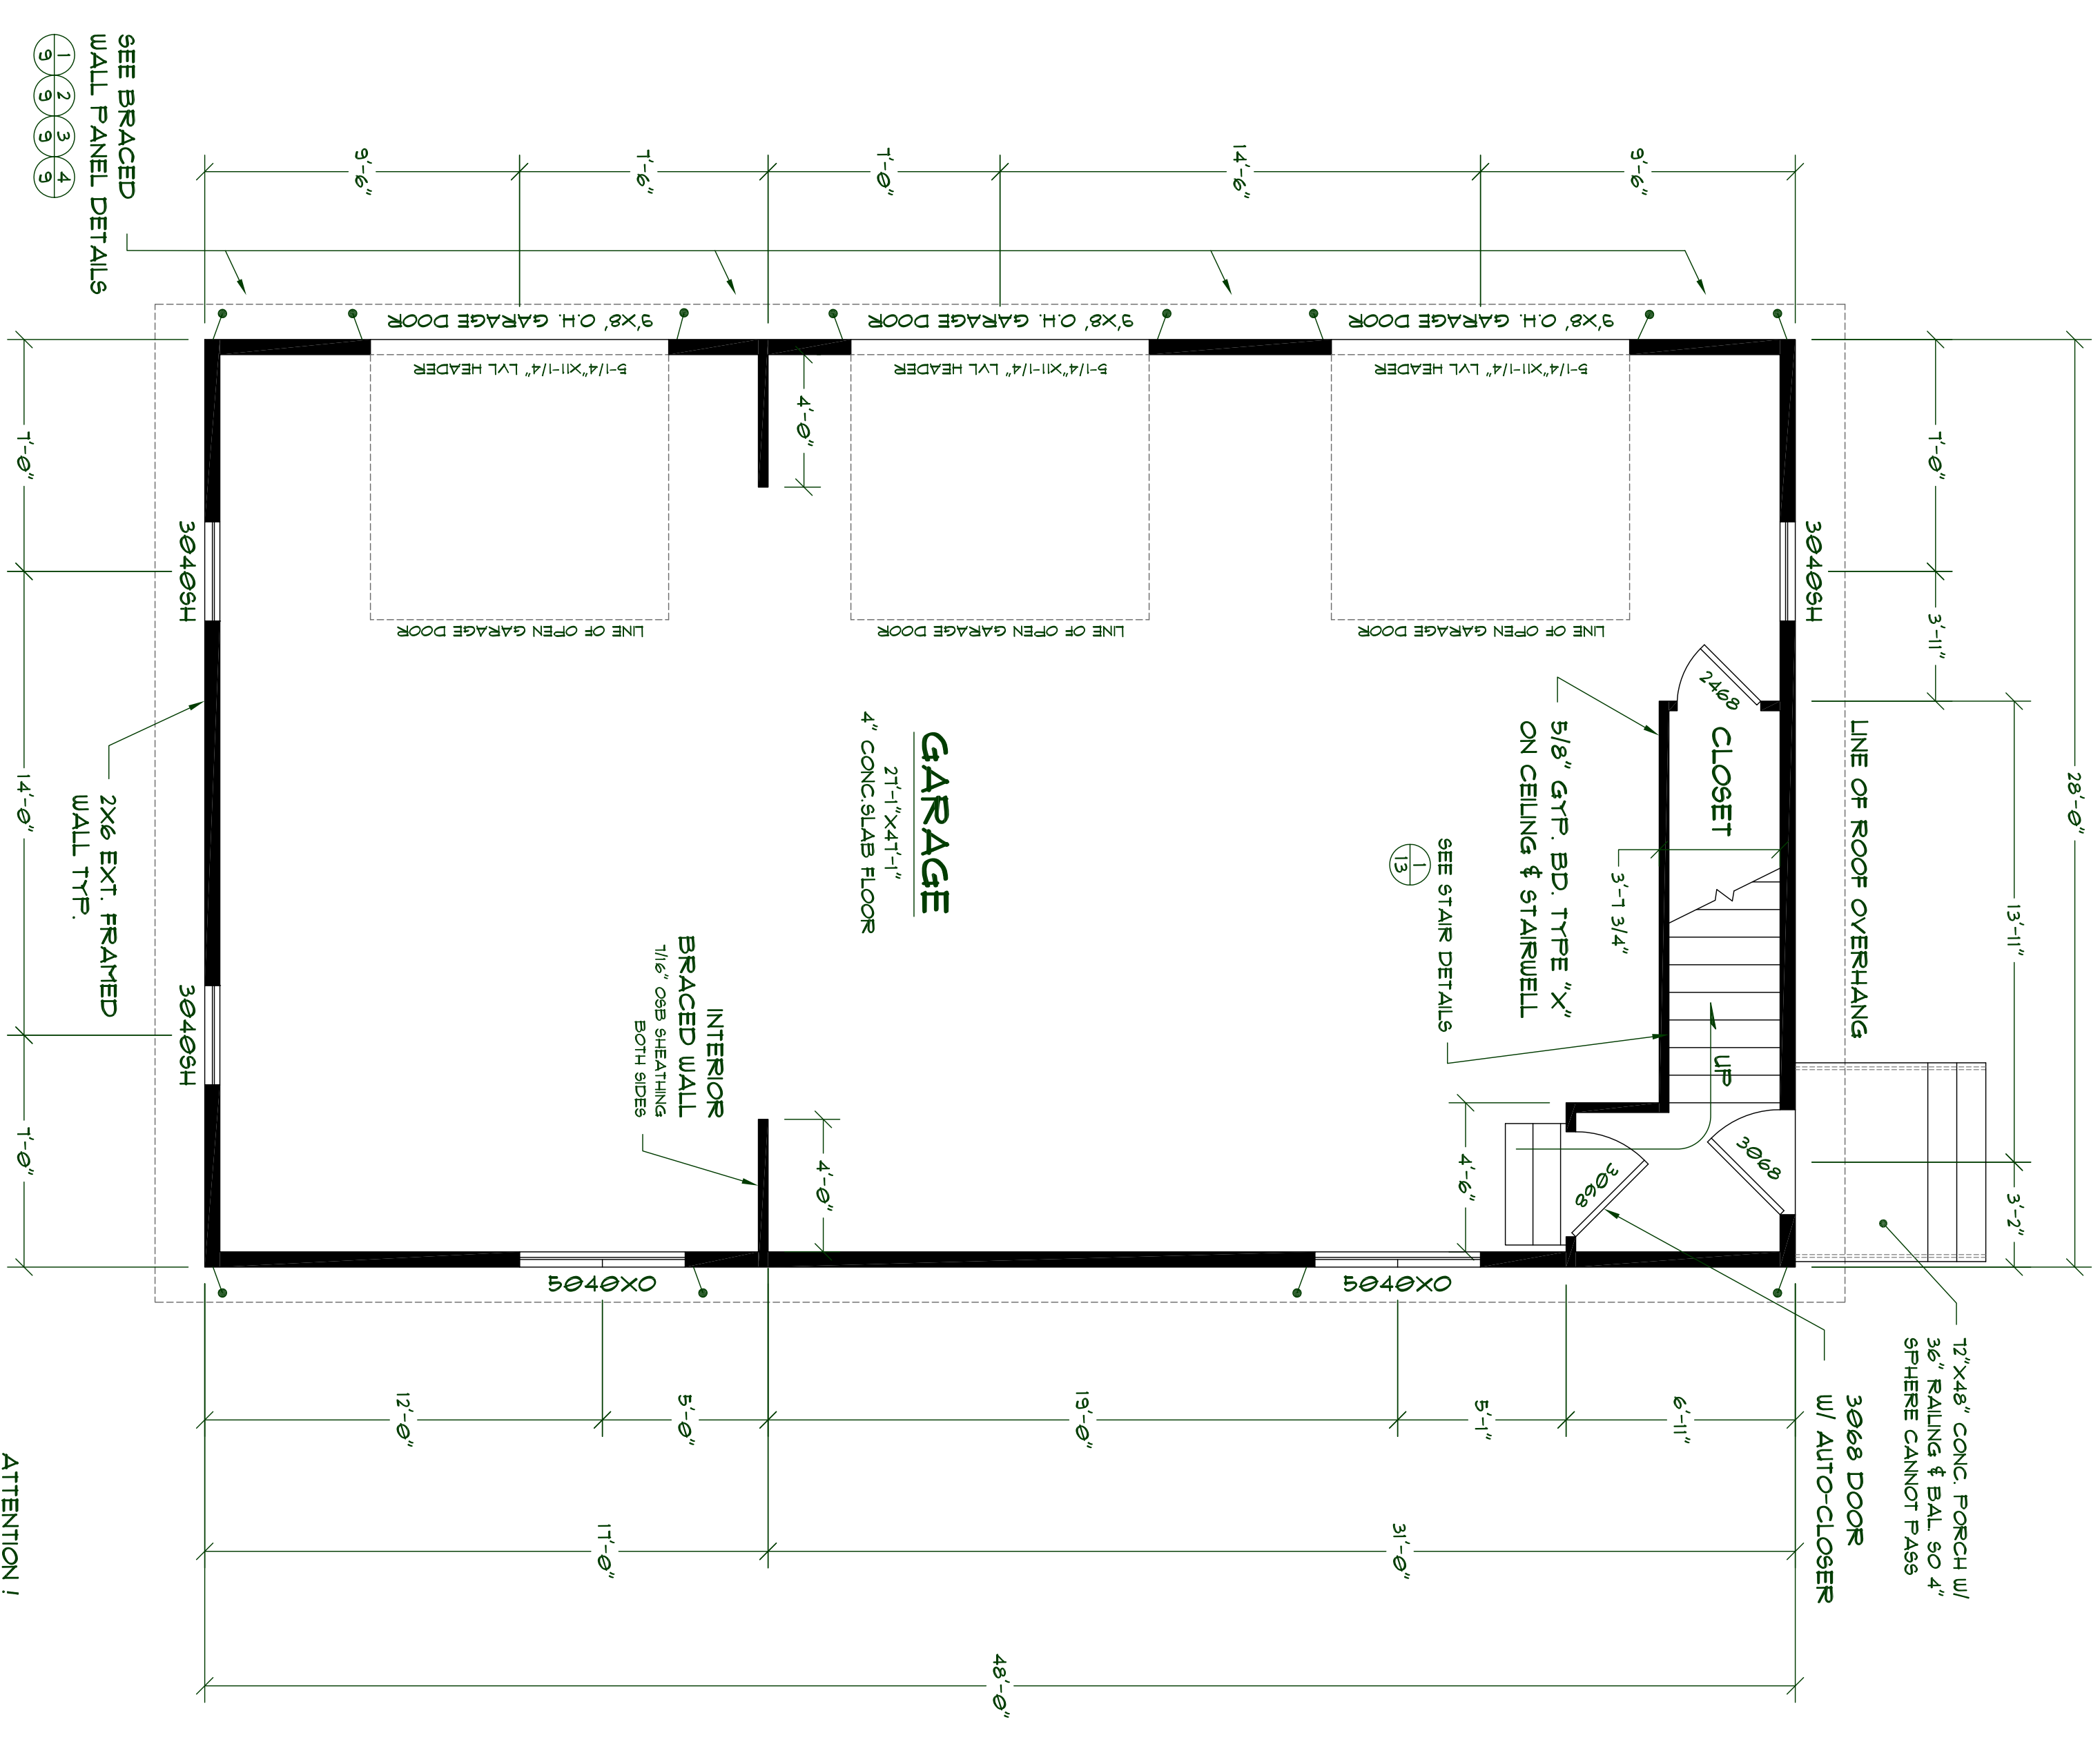 SEE BRACED
WALL PANEL DETAILS
1 2 3 4
9 9 9 9
9'-6"
7'-6"
7'-0"
14'-6"
9'-6"
9'X8' O.H. GARAGE DOOR
9'X8' O.H. GARAGE DOOR
9'X8' O.H. GARAGE DOOR
5-1/4"X11-1/4" LVL HEADER
5-1/4"X11-1/4" LVL HEADER
5-1/4"X11-1/4" LVL HEADER
4'-0"
LINE OF OPEN GARAGE DOOR
LINE OF OPEN GARAGE DOOR
LINE OF OPEN GARAGE DOOR
7'-0"
14'-0"
7'-0"
3040SH
3040SH
2X6 EXT. FRAMED
WALL TYP.
3040SH
7'-0"
3'-11"
28'-0"
13'-11"
3'-2"
LINE OF ROOF OVERHANG
2468
CLOSET
5/8" GYP. BD. TYPE "X"
ON CEILING & STAIRWELL
3'-7 3/4"
SEE STAIR DETAILS
1
13
UP
GARAGE
27'-1"X47'-1"
4" CONC.SLAB FLOOR
INTERIOR
BRACED WALL
7/16" OSB SHEATHING
BOTH SIDES
4'-0"
4'-6"
3068
3068
5040XO
5040XO
72"X48" CONC. PORCH W/
36" RAILING & BAL. SO 4"
SPHERE CANNOT PASS
3068 DOOR
W/ AUTO-CLOSER
12'-0"
5'-0"
19'-0"
5'-1"
6'-11"
17'-0"
31'-0"
48'-0"
ATTENTION !